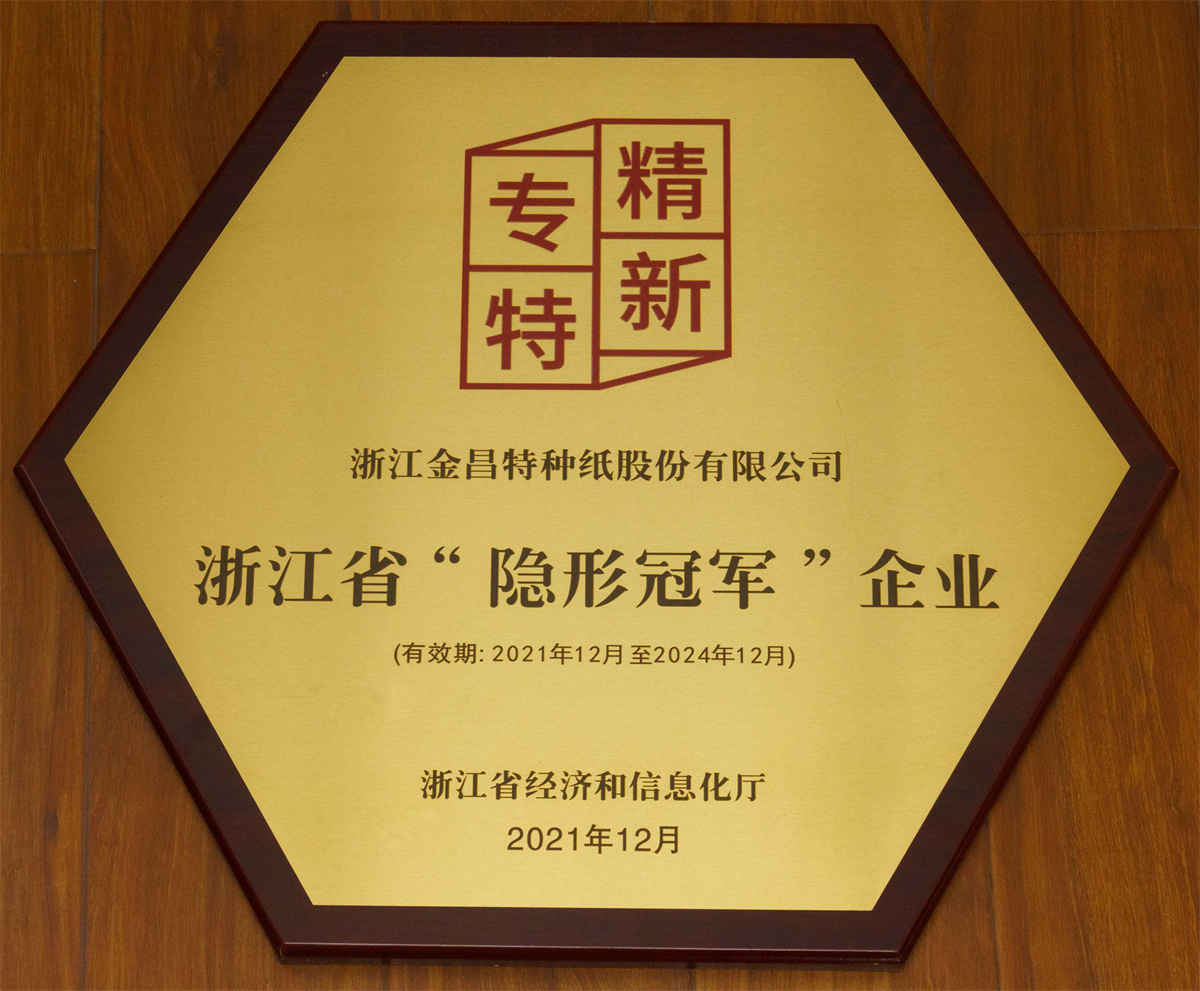 专精
特新
浙江金昌特种纸股份有限公司
浙江省“隐形冠军”企业
(有效期: 2021年12月至2024年12月)
浙江省经济和信息化厅
2021年12月